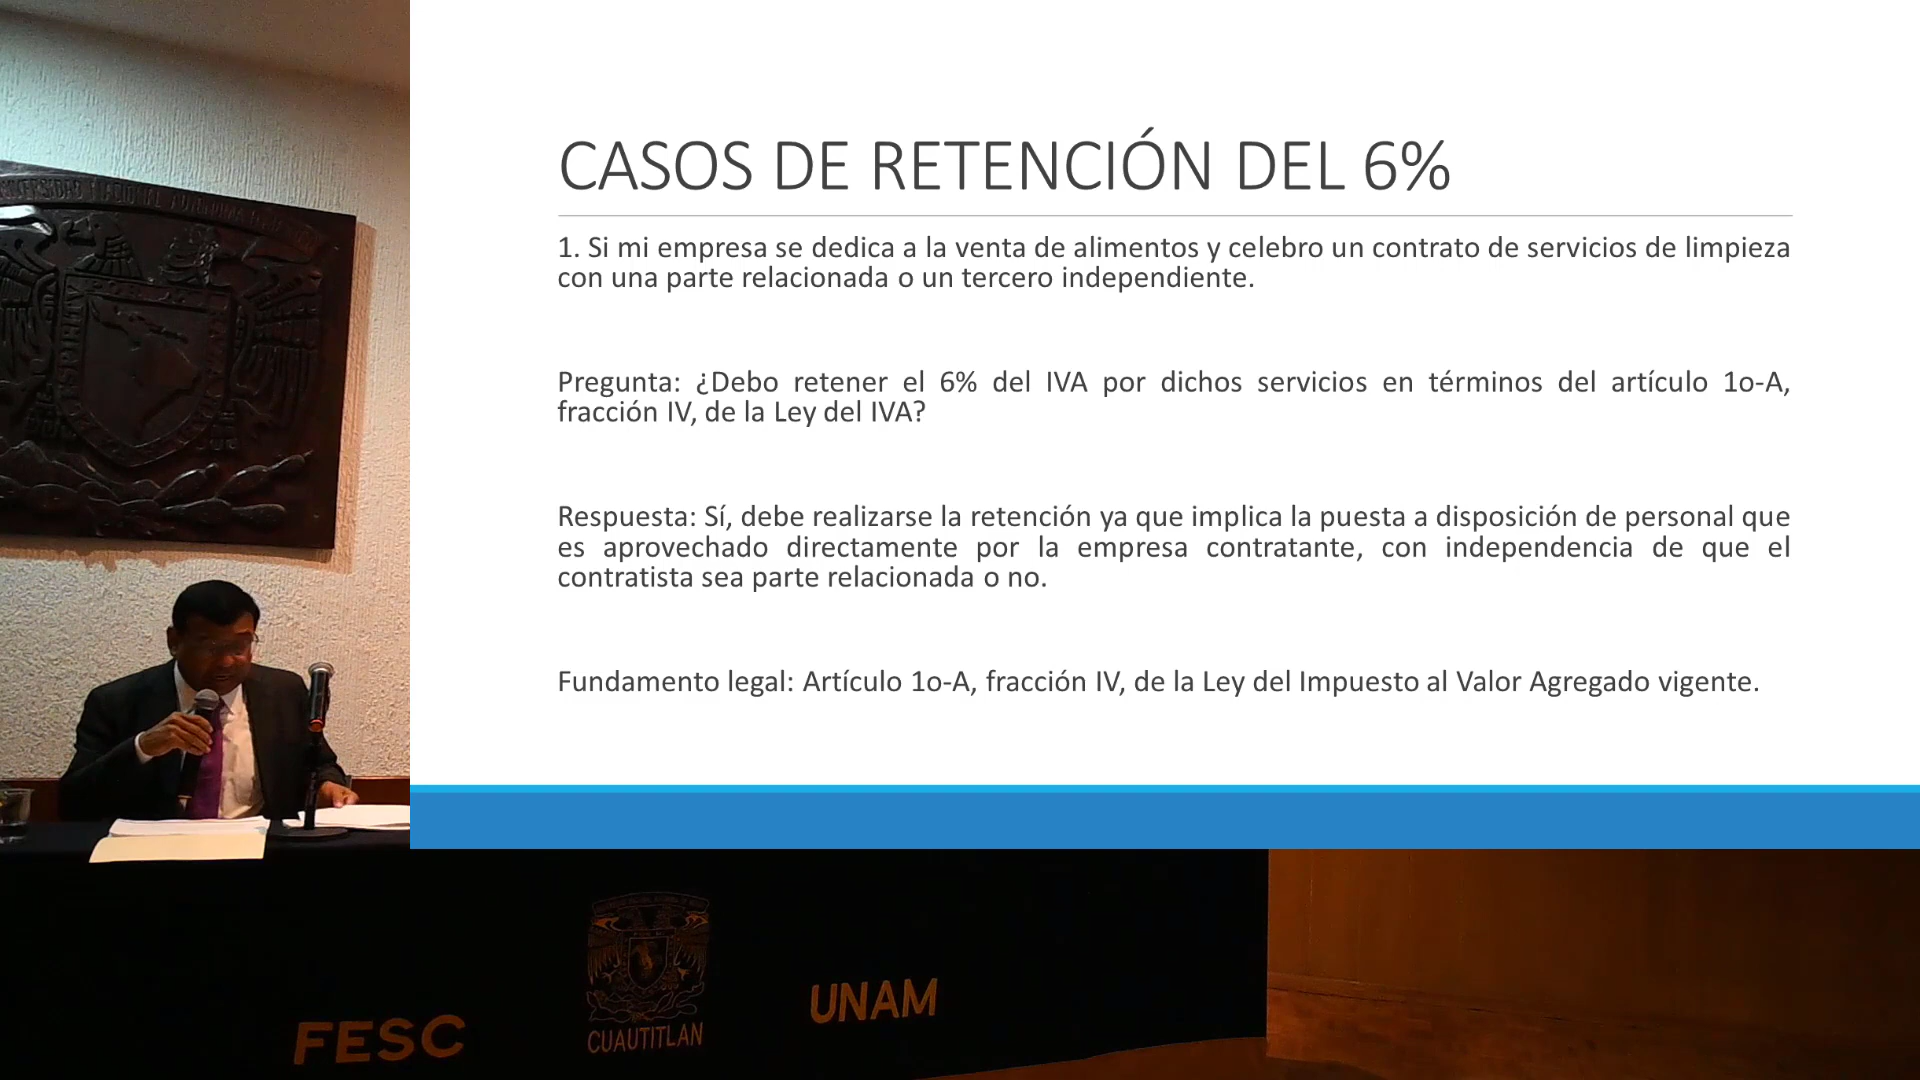 CASOS DE RETENCIÓN DEL 6%
1. Si mi empresa se dedica a la venta de alimentos y celebro un contrato de servicios de limpieza
con una parte relacionada o un tercero independiente.
Pregunta: ¿Debo retener el 6% del IVA por dichos servicios en términos del artículo 1o-A,
fracción IV, de la Ley del IVA?
Respuesta: Sí, debe realizarse la retención ya que implica la puesta a disposición de personal que
es aprovechado directamente por la empresa contratante, con independencia de que el
contratista sea parte relacionada o no.
Fundamento legal: Artículo 1o-A, fracción IV, de la Ley del Impuesto al Valor Agregado vigente.
FESC
CUAUTITLAN
UNAM